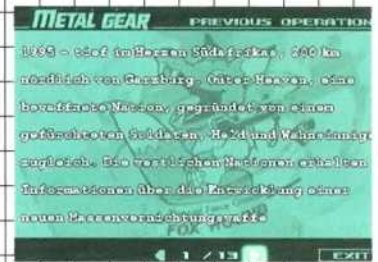 METAL GEAR PREVIOUS OPERATION
1995 - tief im Herzen Südafrikas, 200 km
nördlich von Garzburg. Outer Heaven, eine
bewaffnete Nation, gegründet von einem
gefürchteten Soldaten, Held und Wahnsinnige
zugleich. Die westlichen Nationen erhalten
Informationen über die Entwicklung einer
neuen Massenvernichtungswaffe
FOX HOUND
1 / 13 EXIT